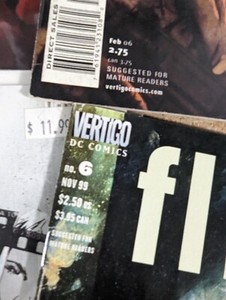 DIRECT SALES
Feb 06
2.75
CAN 3.75
SUGGESTED FOR
MATURE READERS
vertigocomics.com
$ 11.99
VERTIGO
DC COMICS
no. 6
NOV 99
$2.50 US
$3.95 CAN
SUGGESTED FOR
MATURE READERS
fl